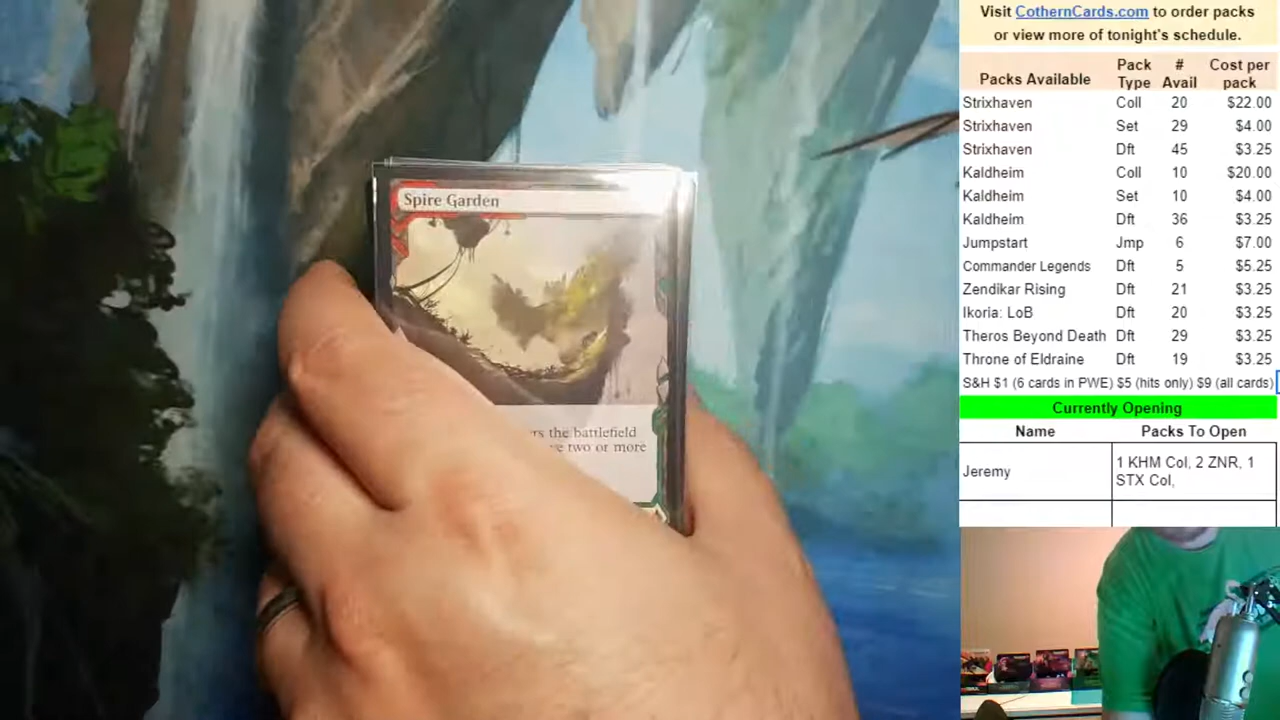 Spire Garden
rs the battlefield
ve two or more
Visit CothernCards.com to order packs
or view more of tonight's schedule.
Packs Available Pack Type # Avail Cost per pack
Strixhaven Coll 20 $22.00
Strixhaven Set 29 $4.00
Strixhaven Dft 45 $3.25
Kaldheim Coll 10 $20.00
Kaldheim Set 10 $4.00
Kaldheim Dft 36 $3.25
Jumpstart Jmp 6 $7.00
Commander Legends Dft 5 $5.25
Zendikar Rising Dft 21 $3.25
Ikoria: LoB Dft 20 $3.25
Theros Beyond Death Dft 29 $3.25
Throne of Eldraine Dft 19 $3.25
S&H $1 (6 cards in PWE) $5 (hits only) $9 (all cards)
Currently Opening
Name Packs To Open
Jeremy 1 KHM Col, 2 ZNR, 1
STX Col,